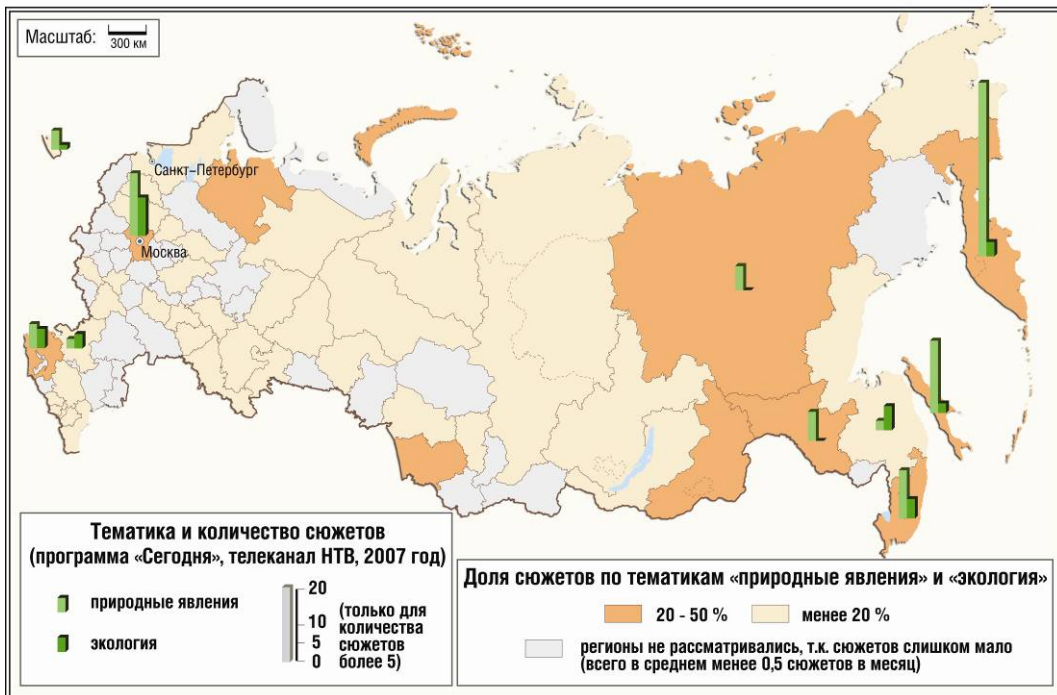 Масштаб:
300 км
Санкт-Петербург
Москва
Тематика и количество сюжетов
(программа «Сегодня», телеканал НТВ, 2007 год)
природные явления
экология
20
10
5
0
(только для
количества
сюжетов
более 5)
Доля сюжетов по тематикам «природные явления» и «экология»
20 - 50 %
менее 20 %
регионы не рассматривались, т.к. сюжетов слишком мало
(всего в среднем менее 0,5 сюжетов в месяц)